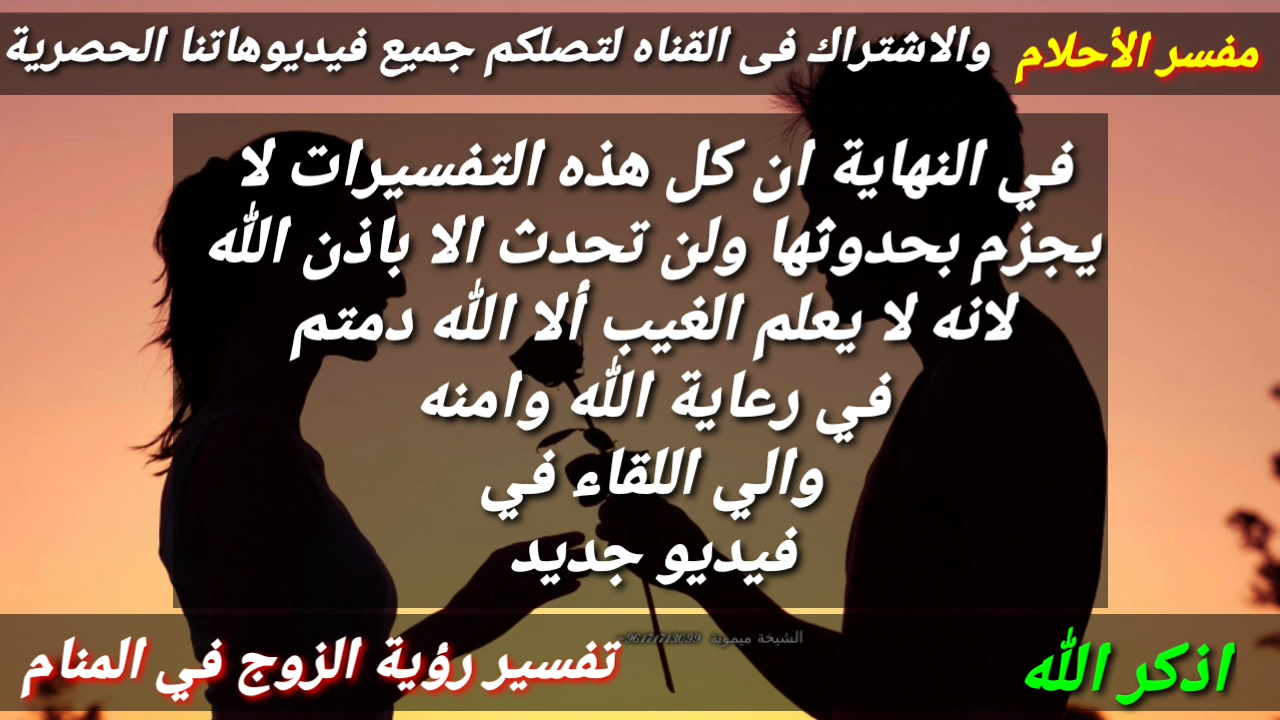 مفسر الأحلام والاشتراك فى القناه لتصلكم جميع فيديوهاتنا الحصرية
في النهاية ان كل هذه التفسيرات لا
يجزم بحدوثها ولن تحدث الا باذن الله
لانه لا يعلم الغيب ألا الله دمتم
في رعاية الله وامنه
والي اللقاء في
فيديو جديد
الشيخة ميموية
اذكر الله
تفسير رؤية الزوج في المنام